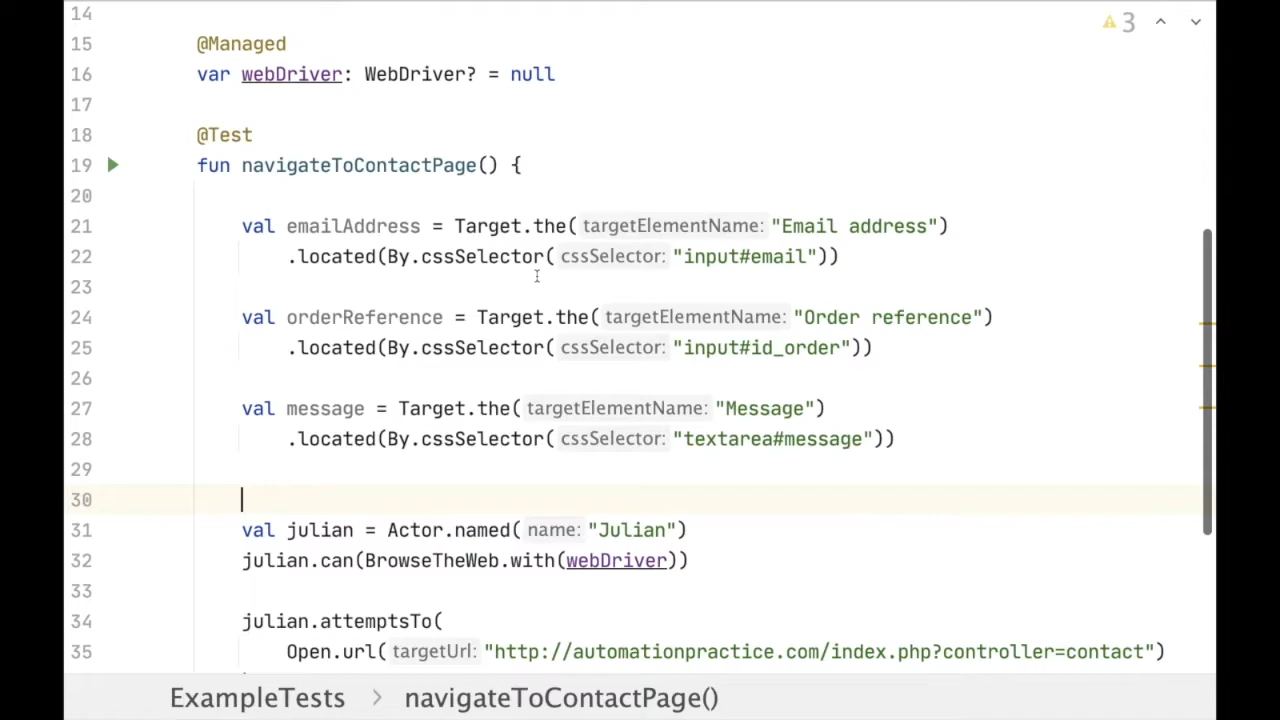 14
3
15 @Managed
16 var webDriver: WebDriver? = null
17
18 @Test
19 fun navigateToContactPage() {
20
21 val emailAddress = Target.the( targetElementName: "Email address")
22 .located(By.cssSelector( cssSelector: "input#email"))
23
24 val orderReference = Target.the( targetElementName: "Order reference")
25 .located(By.cssSelector( cssSelector: "input#id_order"))
26
27 val message = Target.the( targetElementName: "Message")
28 .located(By.cssSelector( cssSelector: "textarea#message"))
29
30
31 val julian = Actor.named( name: "Julian")
32 julian.can(BrowseTheWeb.with(webDriver))
33
34 julian.attemptsTo(
35 Open.url( targetUrl: "http://automationpractice.com/index.php?controller=contact")
ExampleTests > navigateToContactPage()